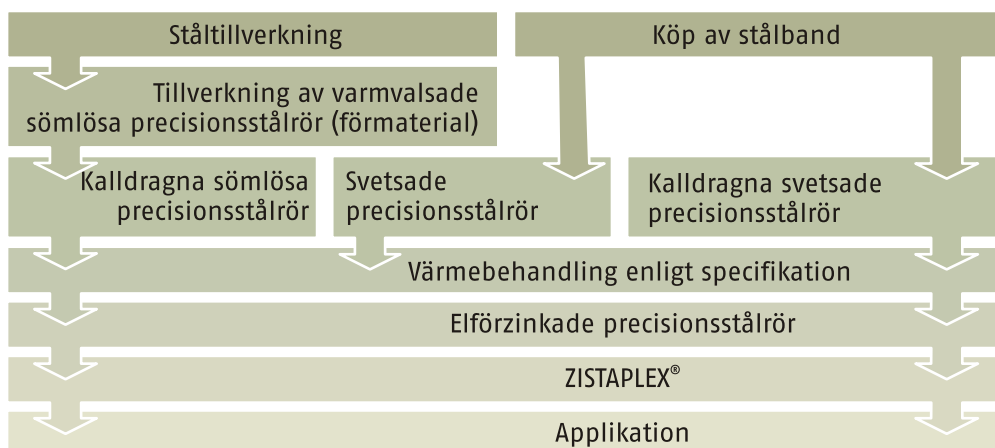 Ståltillverkning
Köp av stålband
Tillverkning av varmvalsade
sömlösa precisionsstålrör (förmaterial)
Kalldragna sömlösa
precisionsstålrör
Svetsade
precisionsstålrör
Kalldragna svetsade
precisionsstålrör
Värmebehandling enligt specifikation
Elförzinkade precisionsstålrör
ZISTAPLEX®
Applikation